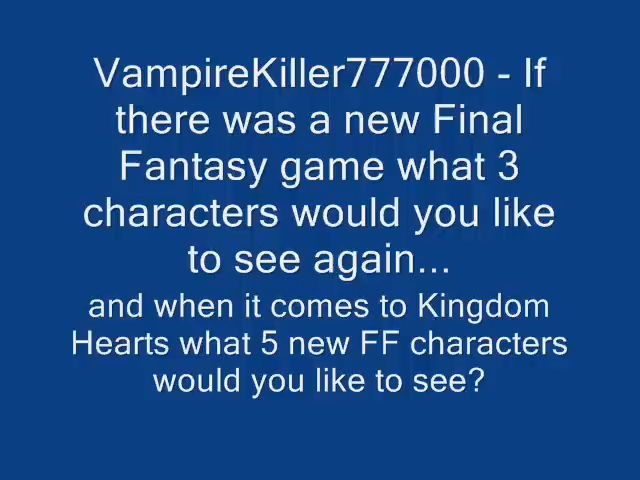 VampireKiller777000 - If
there was a new Final
Fantasy game what 3
characters would you like
to see again...
and when it comes to Kingdom
Hearts what 5 new FF characters
would you like to see?